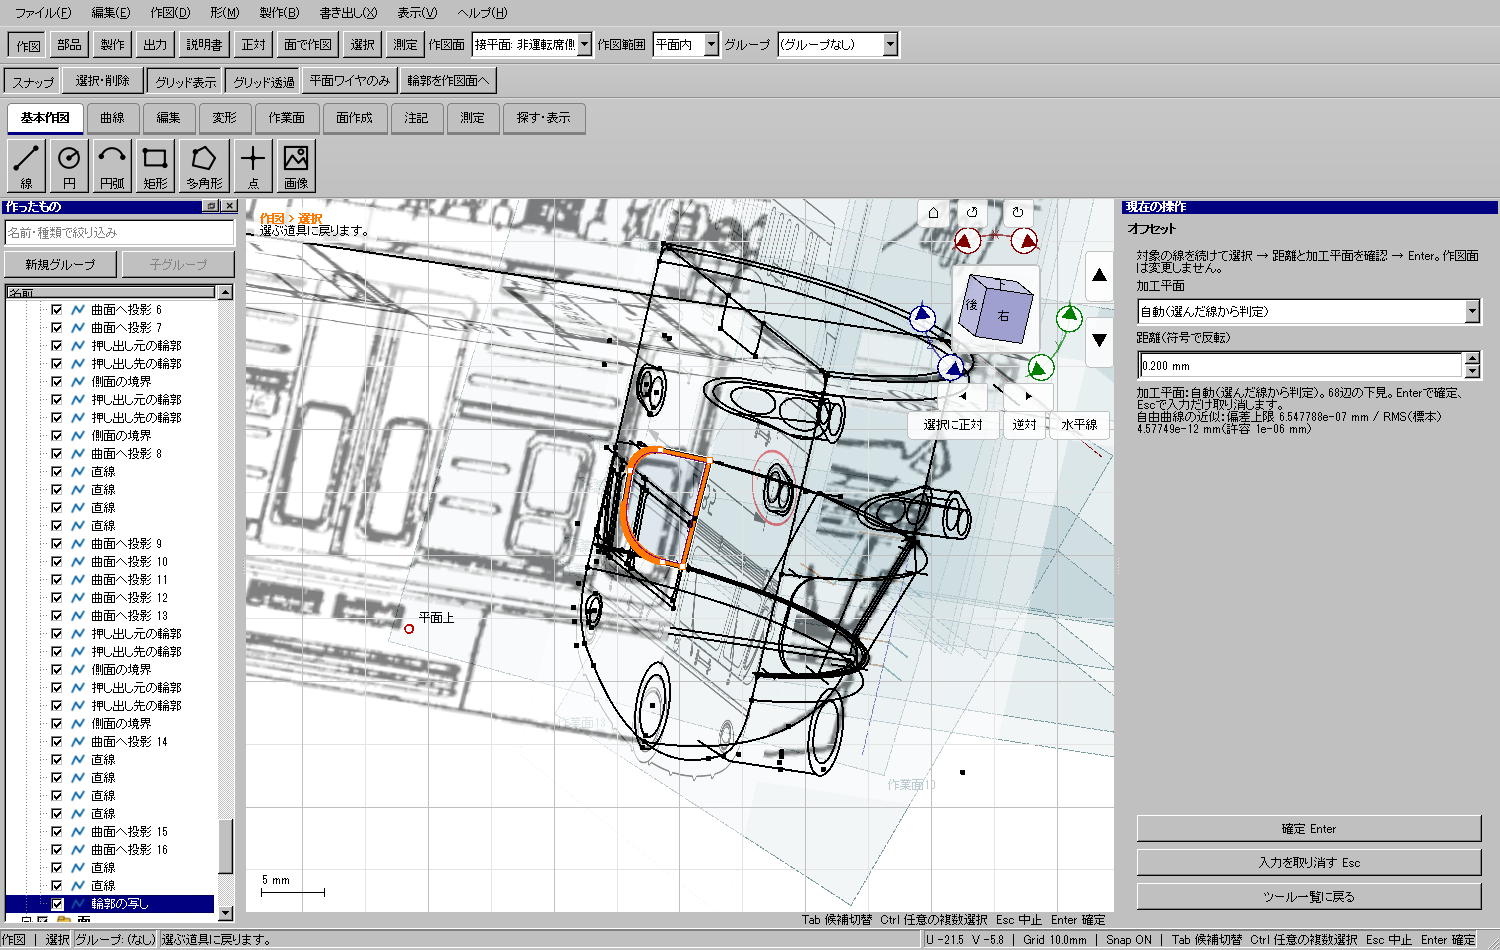 ファイル(F) 編集(E) 作図(D) 形(M) 製作(B) 書き出し(X) 表示(V) ヘルプ(H)
作図 部品 製作 出力 説明書 正対 面で作図 選択 測定 作図面 接平面: 非運転席側 作図範囲 平面内 グループ (グループなし)
スナップ 選択・削除 グリッド表示 グリッド透過 平面ワイヤのみ 輪郭を作図面へ
基本作図 曲線 編集 変形 作業面 面作成 注記 測定 探す・表示
線 円 円弧 矩形 多角形 点 画像
作ったもの
名前・種類で絞り込み
新規グループ 子グループ
名前
曲面へ投影 6
曲面へ投影 7
押し出し元の輪郭
押し出し先の輪郭
側面の境界
押し出し元の輪郭
押し出し先の輪郭
側面の境界
曲面へ投影 8
直線
直線
直線
直線
曲面へ投影 9
曲面へ投影 10
曲面へ投影 11
曲面へ投影 12
曲面へ投影 13
押し出し元の輪郭
押し出し先の輪郭
側面の境界
押し出し元の輪郭
押し出し先の輪郭
側面の境界
曲面へ投影 14
直線
直線
直線
直線
曲面へ投影 15
曲面へ投影 16
直線
直線
輪郭の写し
面
作図 > 選択
選ぶ道具に戻ります。
上
後
右
選択に正対 逆対 水平線
平面上
作業面13
作業面10
5 mm
Tab 候補切替 Ctrl 任意の複数選択 Esc 中止 Enter 確定
現在の操作
オフセット
対象の線を続けて選択 → 距離と加工平面を確認 → Enter。作図面
は変更しません。
加工平面
自動(選んだ線から判定)
距離(符号で反転)
0.200 mm
加工平面:自動(選んだ線から判定)。68辺の下見。Enterで確定、
Escで入力だけ取り消します。
自由曲線の近似:偏差上限 6.547788e-07 mm / RMS(標本)
4.57749e-12 mm(許容 1e-06 mm)
確定 Enter
入力を取り消す Esc
ツール一覧に戻る
作図 | 選択 グループ: (なし) 選ぶ道具に戻ります。 U -21.5 V -5.8 | Grid 10.0mm | Snap ON | Tab 候補切替 Ctrl 任意の複数選択 Esc 中止 Enter 確定